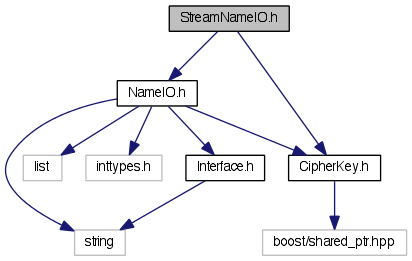 StreamNameIO.h
NameIO.h
list
inttypes.h
Interface.h
CipherKey.h
string
boost/shared_ptr.hpp